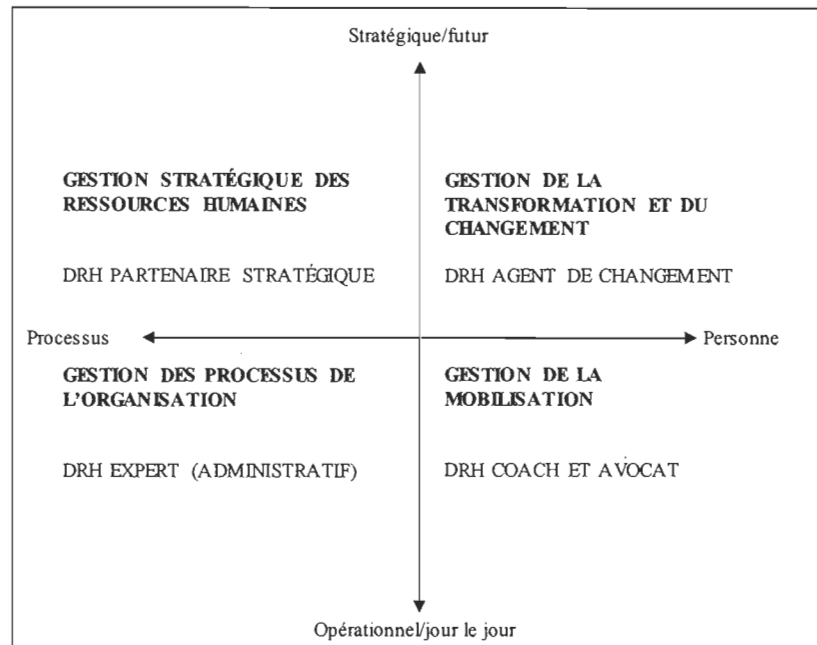 Stratégique/futur
GESTION STRATÉGIQUE DES
RESSOURCES HUMAINES
DRH PARTENAIRE STRATÉGIQUE
GESTION DE LA
TRANSFORMATION ET DU
CHANGEMENT
DRH AGENT DE CHANGEMENT
Processus
Personne
GESTION DES PROCESSUS DE
L'ORGANISATION
DRH EXPERT (ADMINISTRATIF)
GESTION DE LA
MOBILISATION
DRH COACH ET AVOCAT
Opérationnel/jour le jour